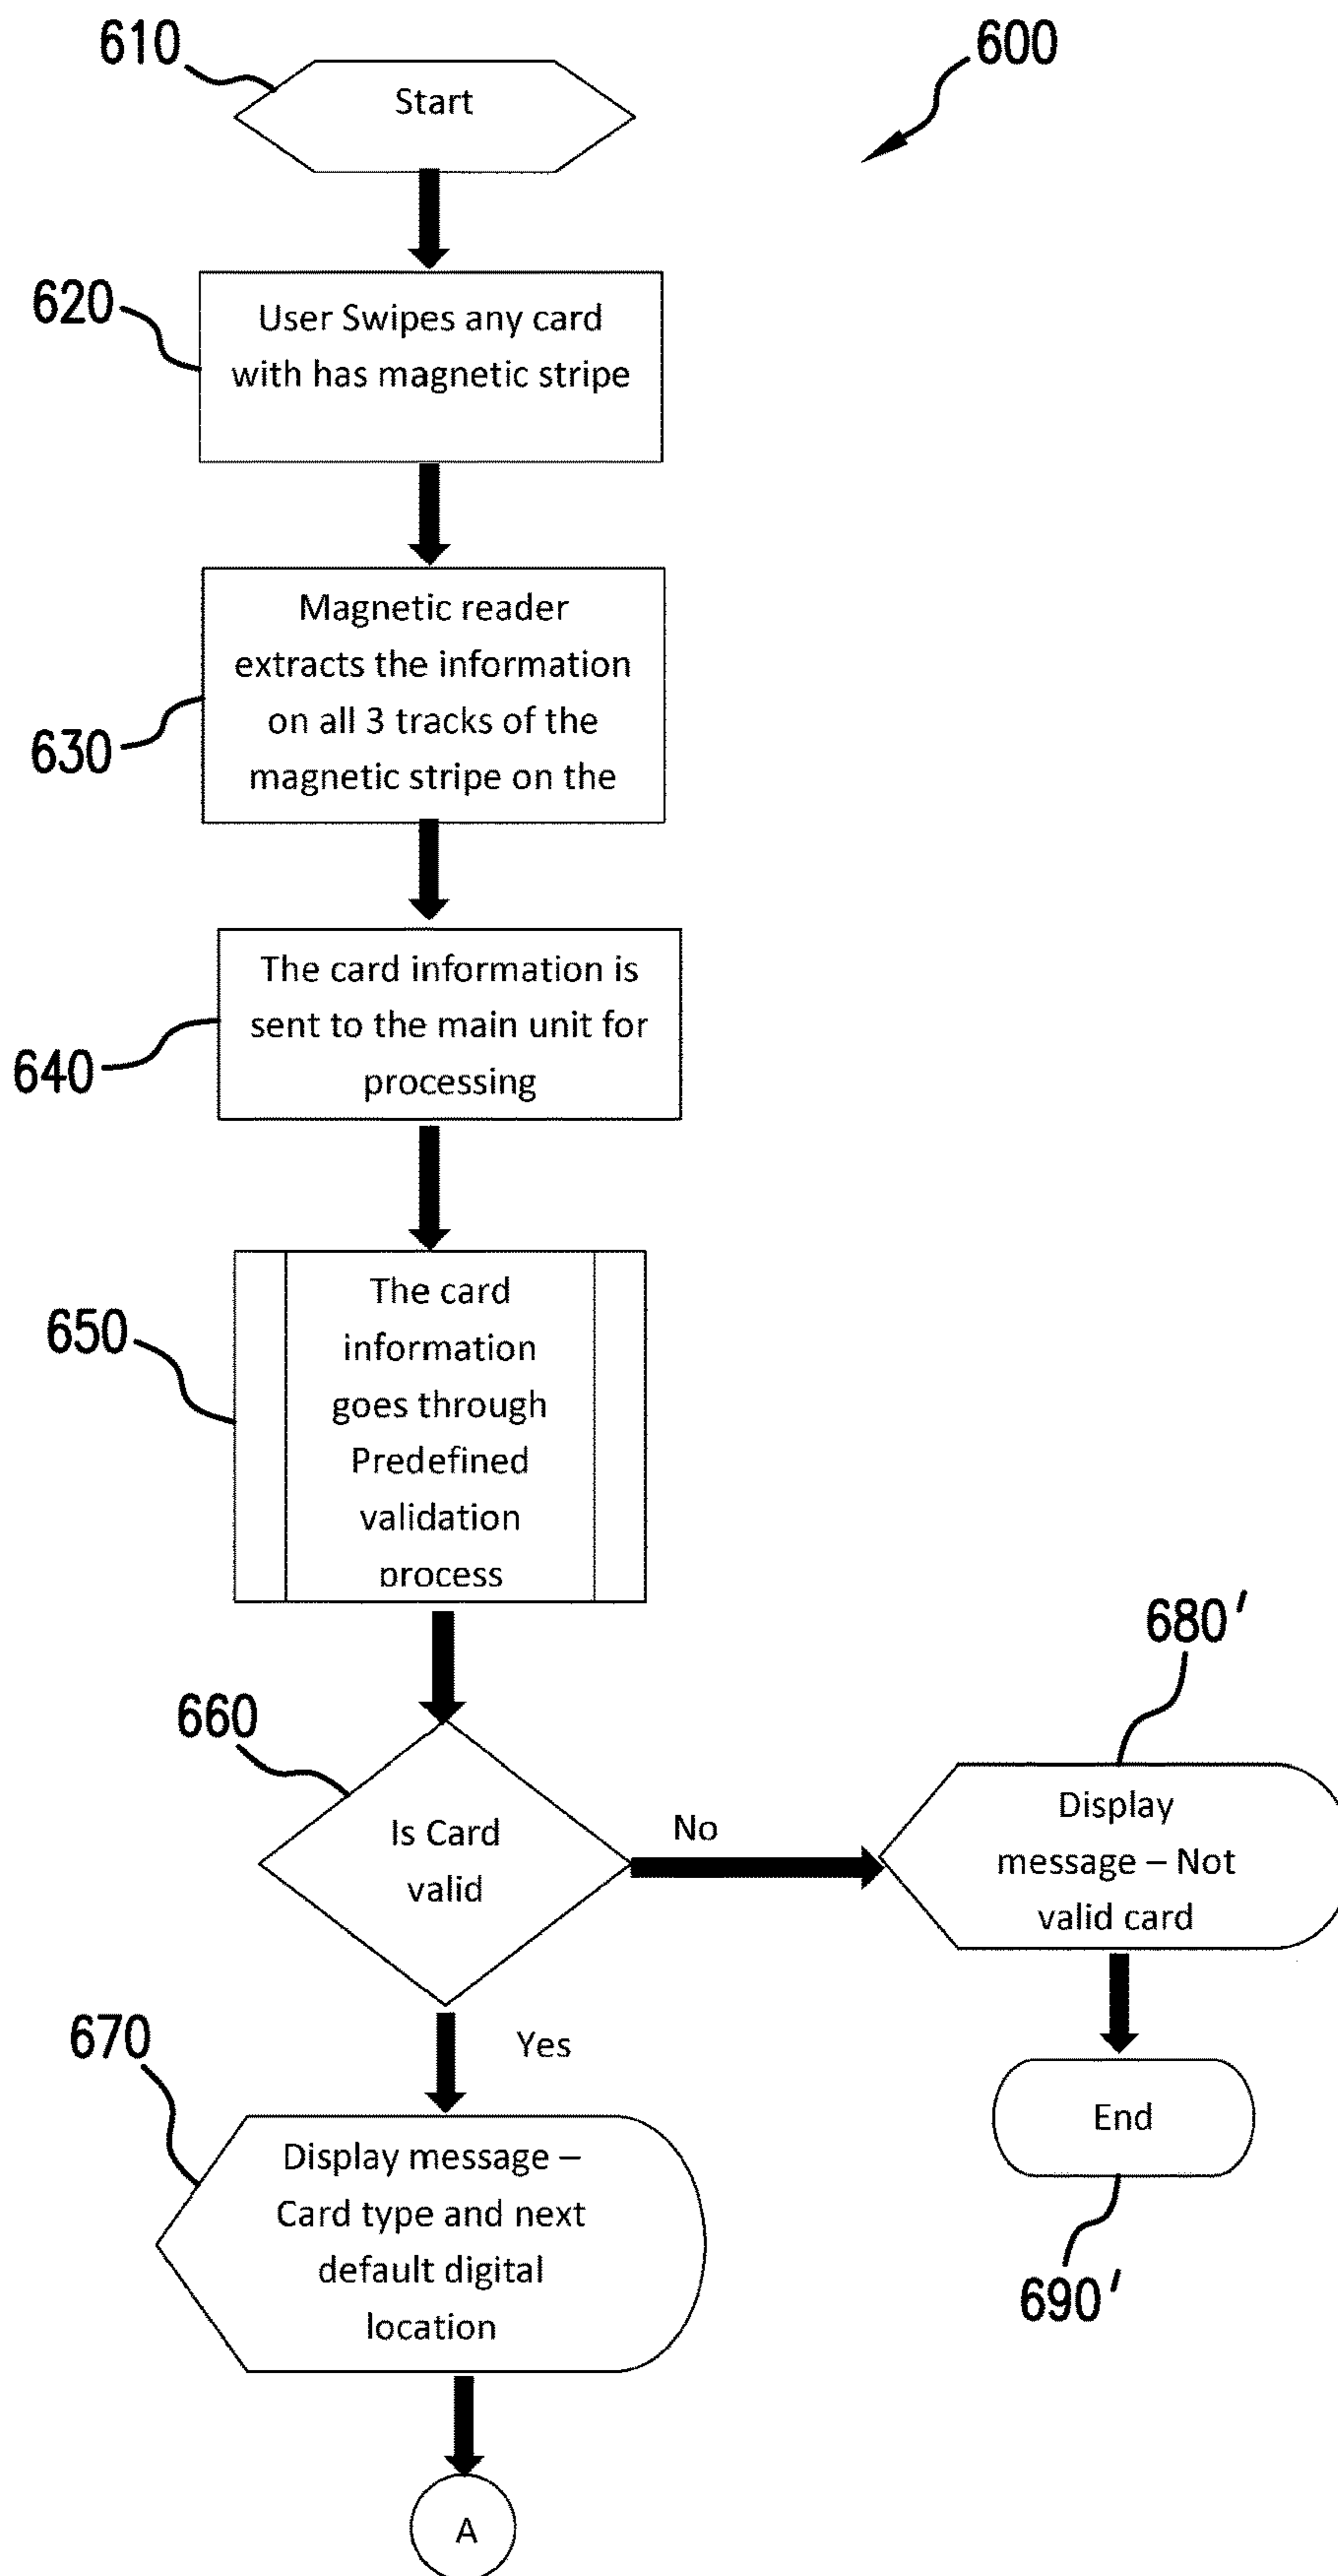 610
600
Start
620
User Swipes any card
with has magnetic stripe
630
Magnetic reader
extracts the information
on all 3 tracks of the
magnetic stripe on the
640
The card information is
sent to the main unit for
processing
650
The card
information
goes through
Predefined
validation
process
660
Is Card
valid
No
680'
Display
message – Not
valid card
Yes
670
Display message –
Card type and next
default digital
location
End
690'
A